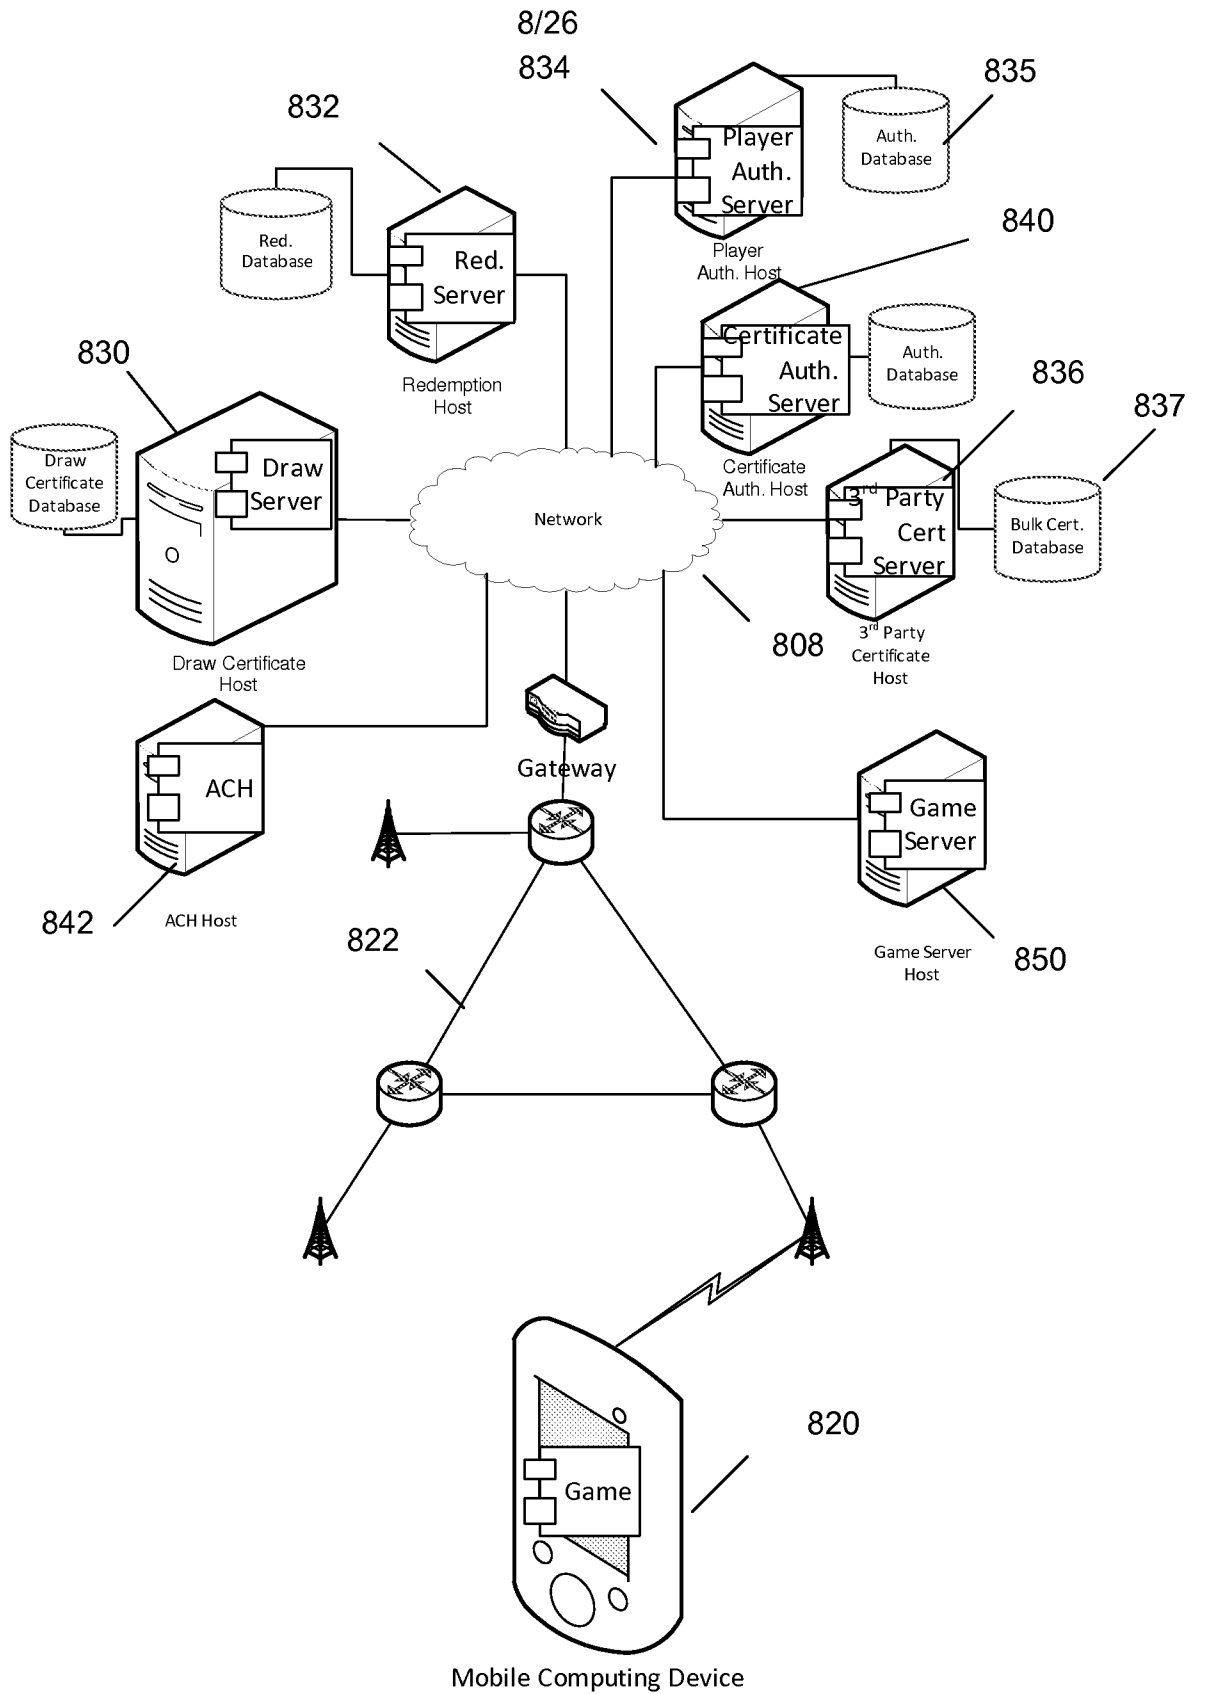 8/26
834
835
832
Player
Auth.
Server
Auth.
Database
Red.
Database
Red.
Server
Player
Auth. Host
840
Redemption
Host
830
Certificate
Auth.
Server
Auth.
Database
836
837
Draw
Certificate
Database
Draw
Server
Certificate
Auth. Host
Network
3rd Party
Cert
Server
Bulk Cert.
Database
808
3rd Party
Certificate
Host
Draw Certificate
Host
Gateway
ACH
Game
Server
842
ACH Host
822
Game Server
Host
850
820
Game
Mobile Computing Device